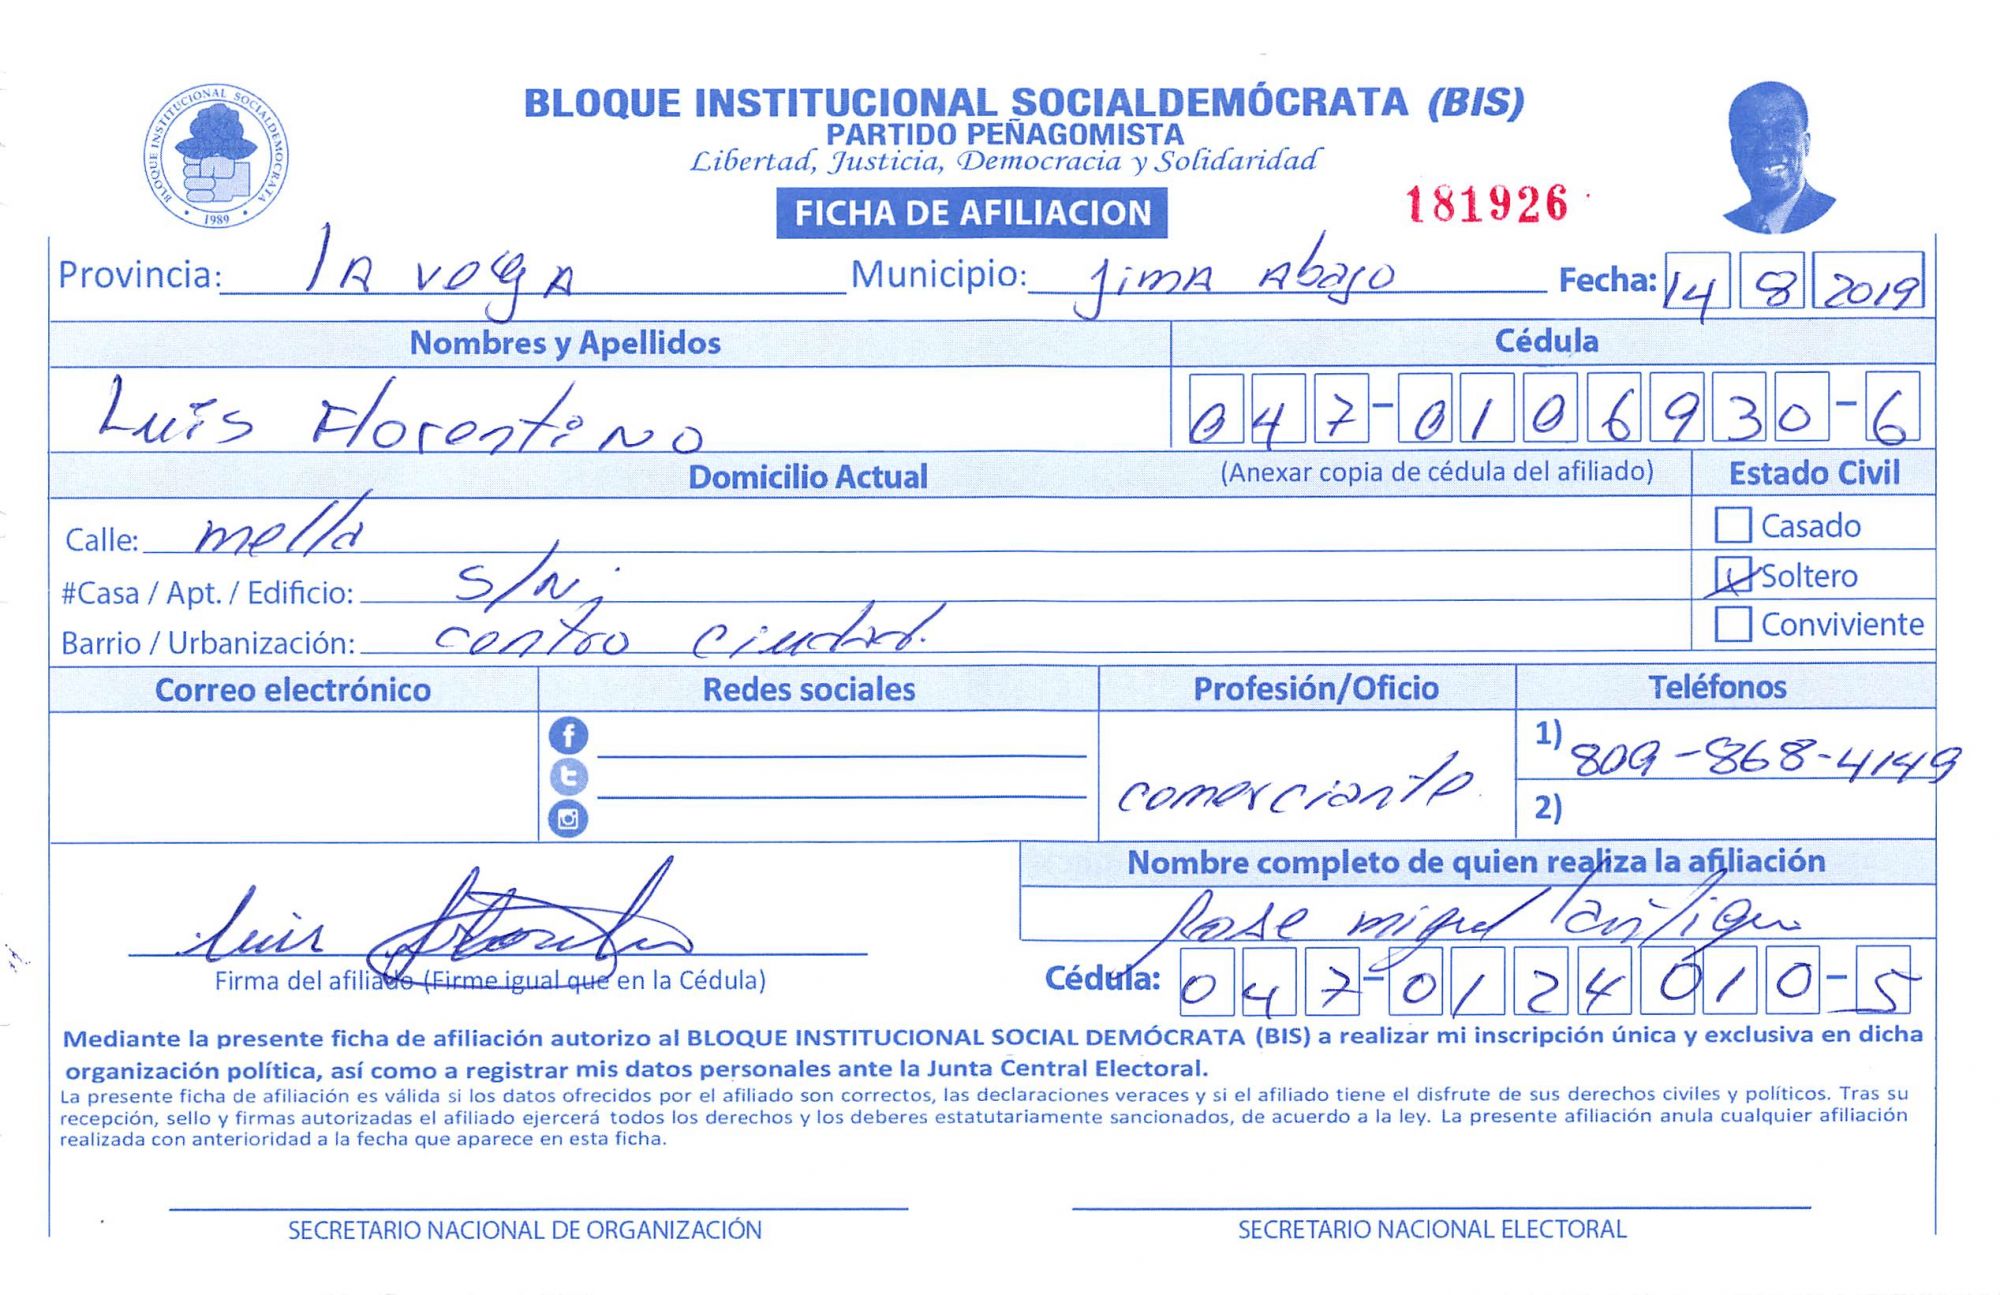 BLOQUE INSTITUCIONAL SOCIALDEMOCRATA
• 1989 •
BLOQUE INSTITUCIONAL SOCIALDEMÓCRATA (BIS)
PARTIDO PEÑAGOMISTA
Libertad, Justicia, Democracia y Solidaridad
FICHA DE AFILIACION
181926
Provincia: LA VegA Municipio: JimA Abajo Fecha: 14 8 2019
Nombres y Apellidos Cédula
Luis Florentino 047-0106930-6
Domicilio Actual (Anexar copia de cédula del afiliado) Estado Civil
Calle: mella Casado
#Casa / Apt. / Edificio: S/N. Soltero
Barrio / Urbanización: centro ciudad. Conviviente
Correo electrónico Redes sociales Profesión/Oficio Teléfonos
comerciante 1) 809-868-4149
2)
Nombre completo de quien realiza la afiliación
Luis
Jose miguel
Firma del afiliado (Firme igual que en la Cédula) Cédula: 047-0124010-5
Mediante la presente ficha de afiliación autorizo al BLOQUE INSTITUCIONAL SOCIAL DEMÓCRATA (BIS) a realizar mi inscripción única y exclusiva en dicha
organización política, así como a registrar mis datos personales ante la Junta Central Electoral.
La presente ficha de afiliación es válida si los datos ofrecidos por el afiliado son correctos, las declaraciones veraces y si el afiliado tiene el disfrute de sus derechos civiles y políticos. Tras su
recepción, sello y firmas autorizadas el afiliado ejercerá todos los derechos y los deberes estatutariamente sancionados, de acuerdo a la ley. La presente afiliación anula cualquier afiliación
realizada con anterioridad a la fecha que aparece en esta ficha.
SECRETARIO NACIONAL DE ORGANIZACIÓN SECRETARIO NACIONAL ELECTORAL